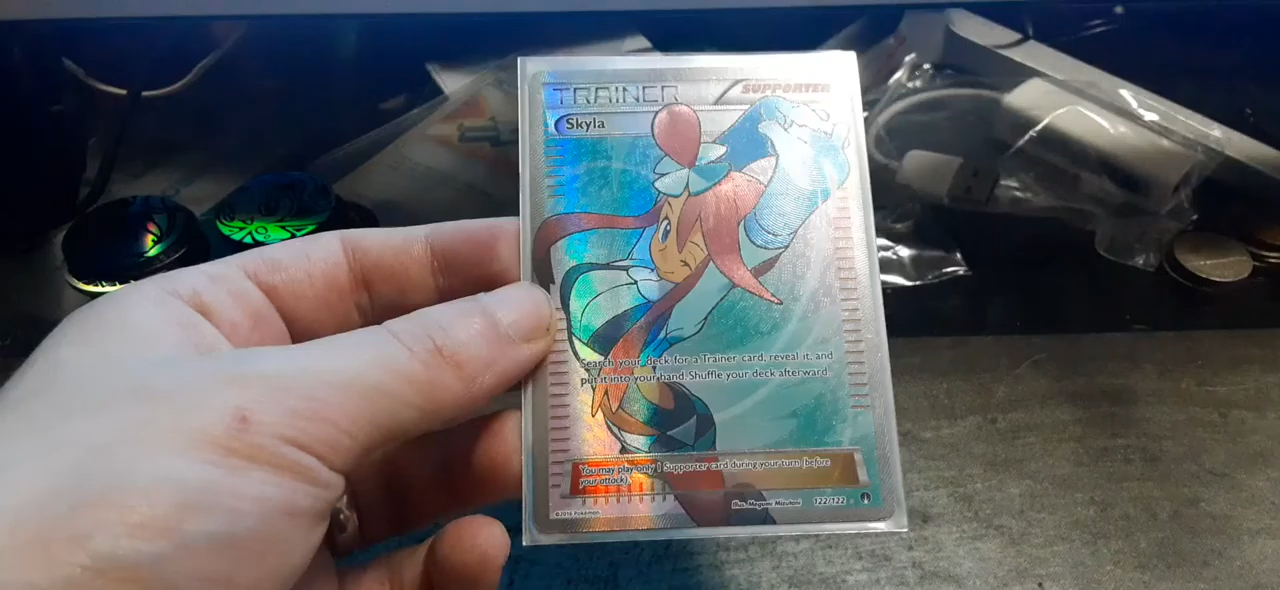 TRAINER
SUPPORTER
Skyla
Search your deck for a Trainer card, reveal it, and
put it into your hand. Shuffle your deck afterward.
You may play only 1 Supporter card during your turn (before
your attack).
Illus. Megumi Mizutani
122/122
©2016 Pokémon